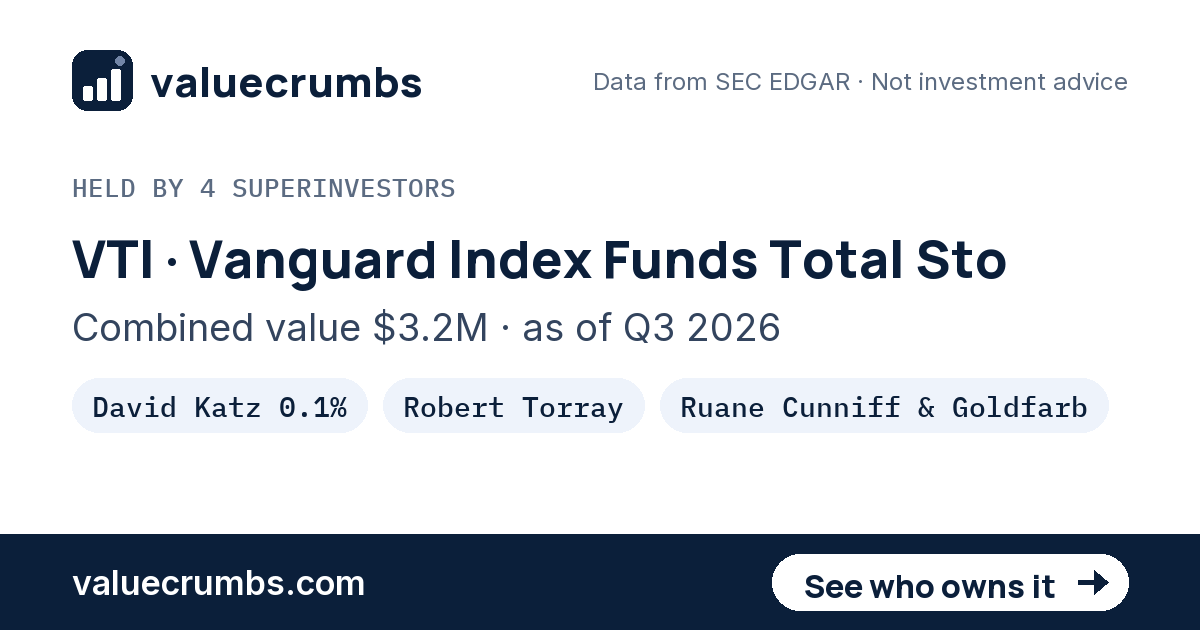 valuecrumbs
Data from SEC EDGAR · Not investment advice
HELD BY 4 SUPERINVESTORS
VTI · Vanguard Index Funds Total Sto
Combined value $3.2M · as of Q3 2026
David Katz 0.1% Robert Torray Ruane Cunniff & Goldfarb
valuecrumbs.com
See who owns it →